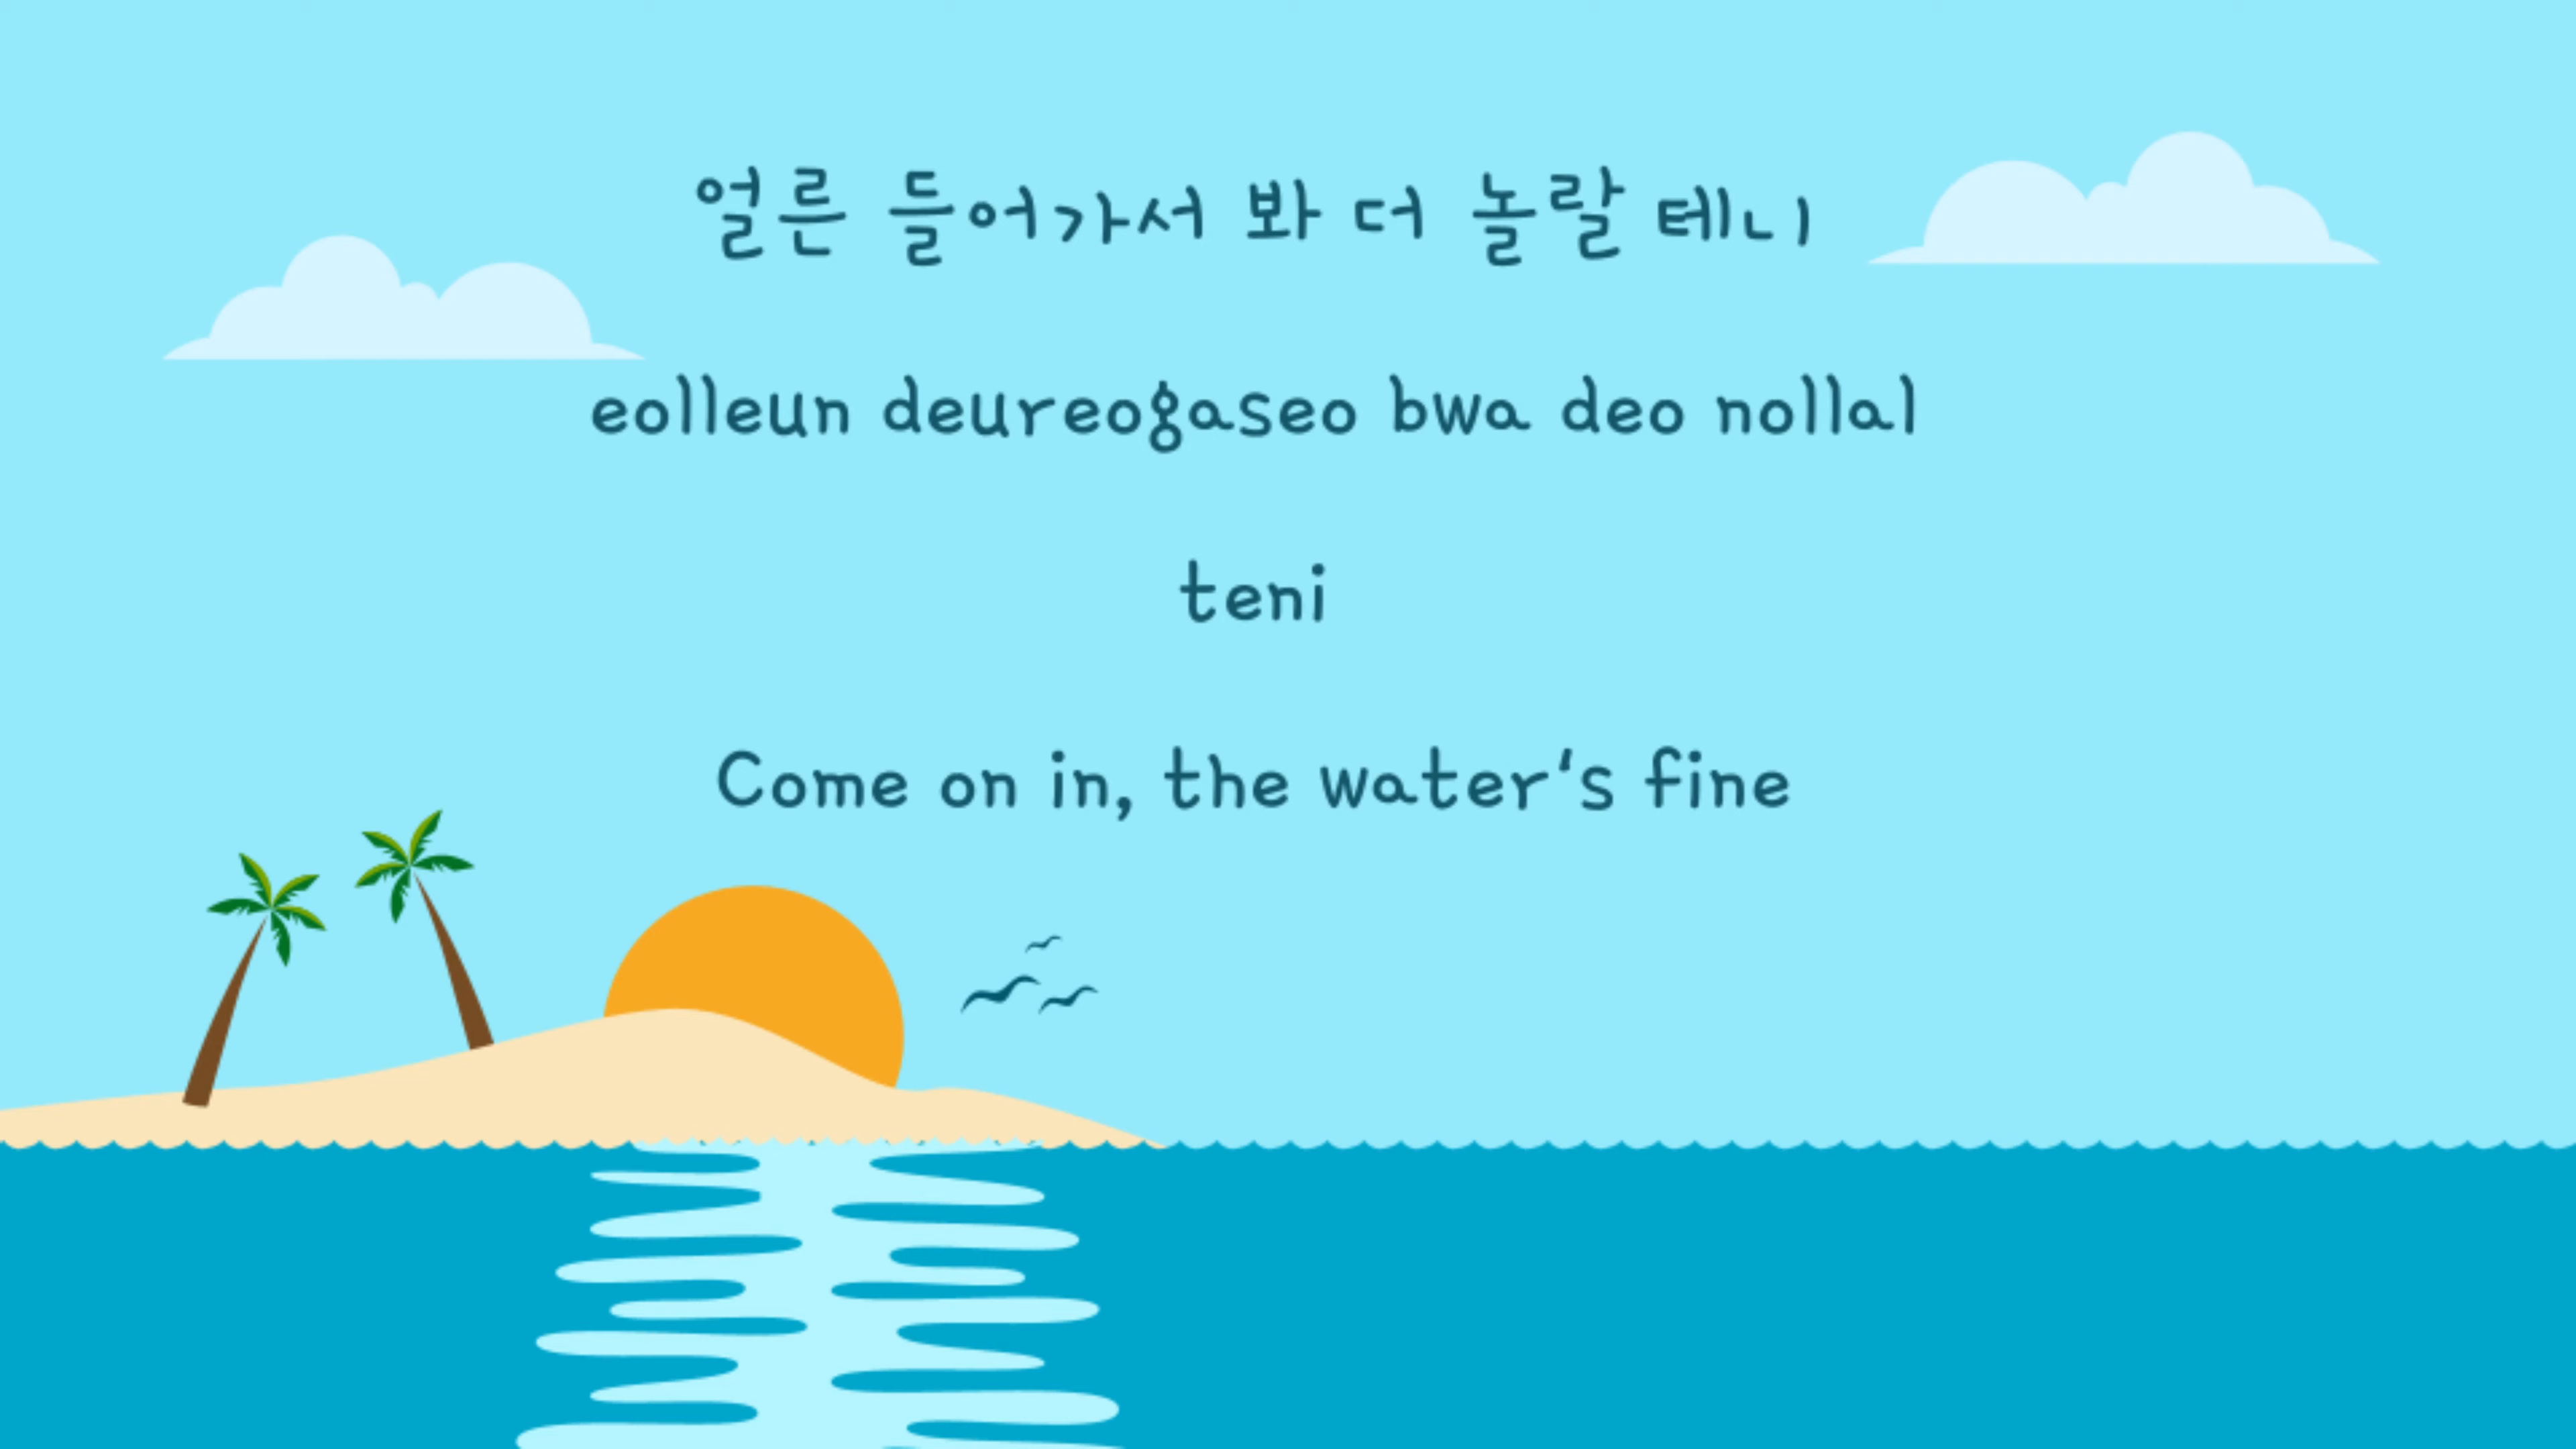 얼른 들어가서 봐 더 놀랄 테니
eolleun deureogaseo bwa deo nollal
teni
Come on in, the water's fine